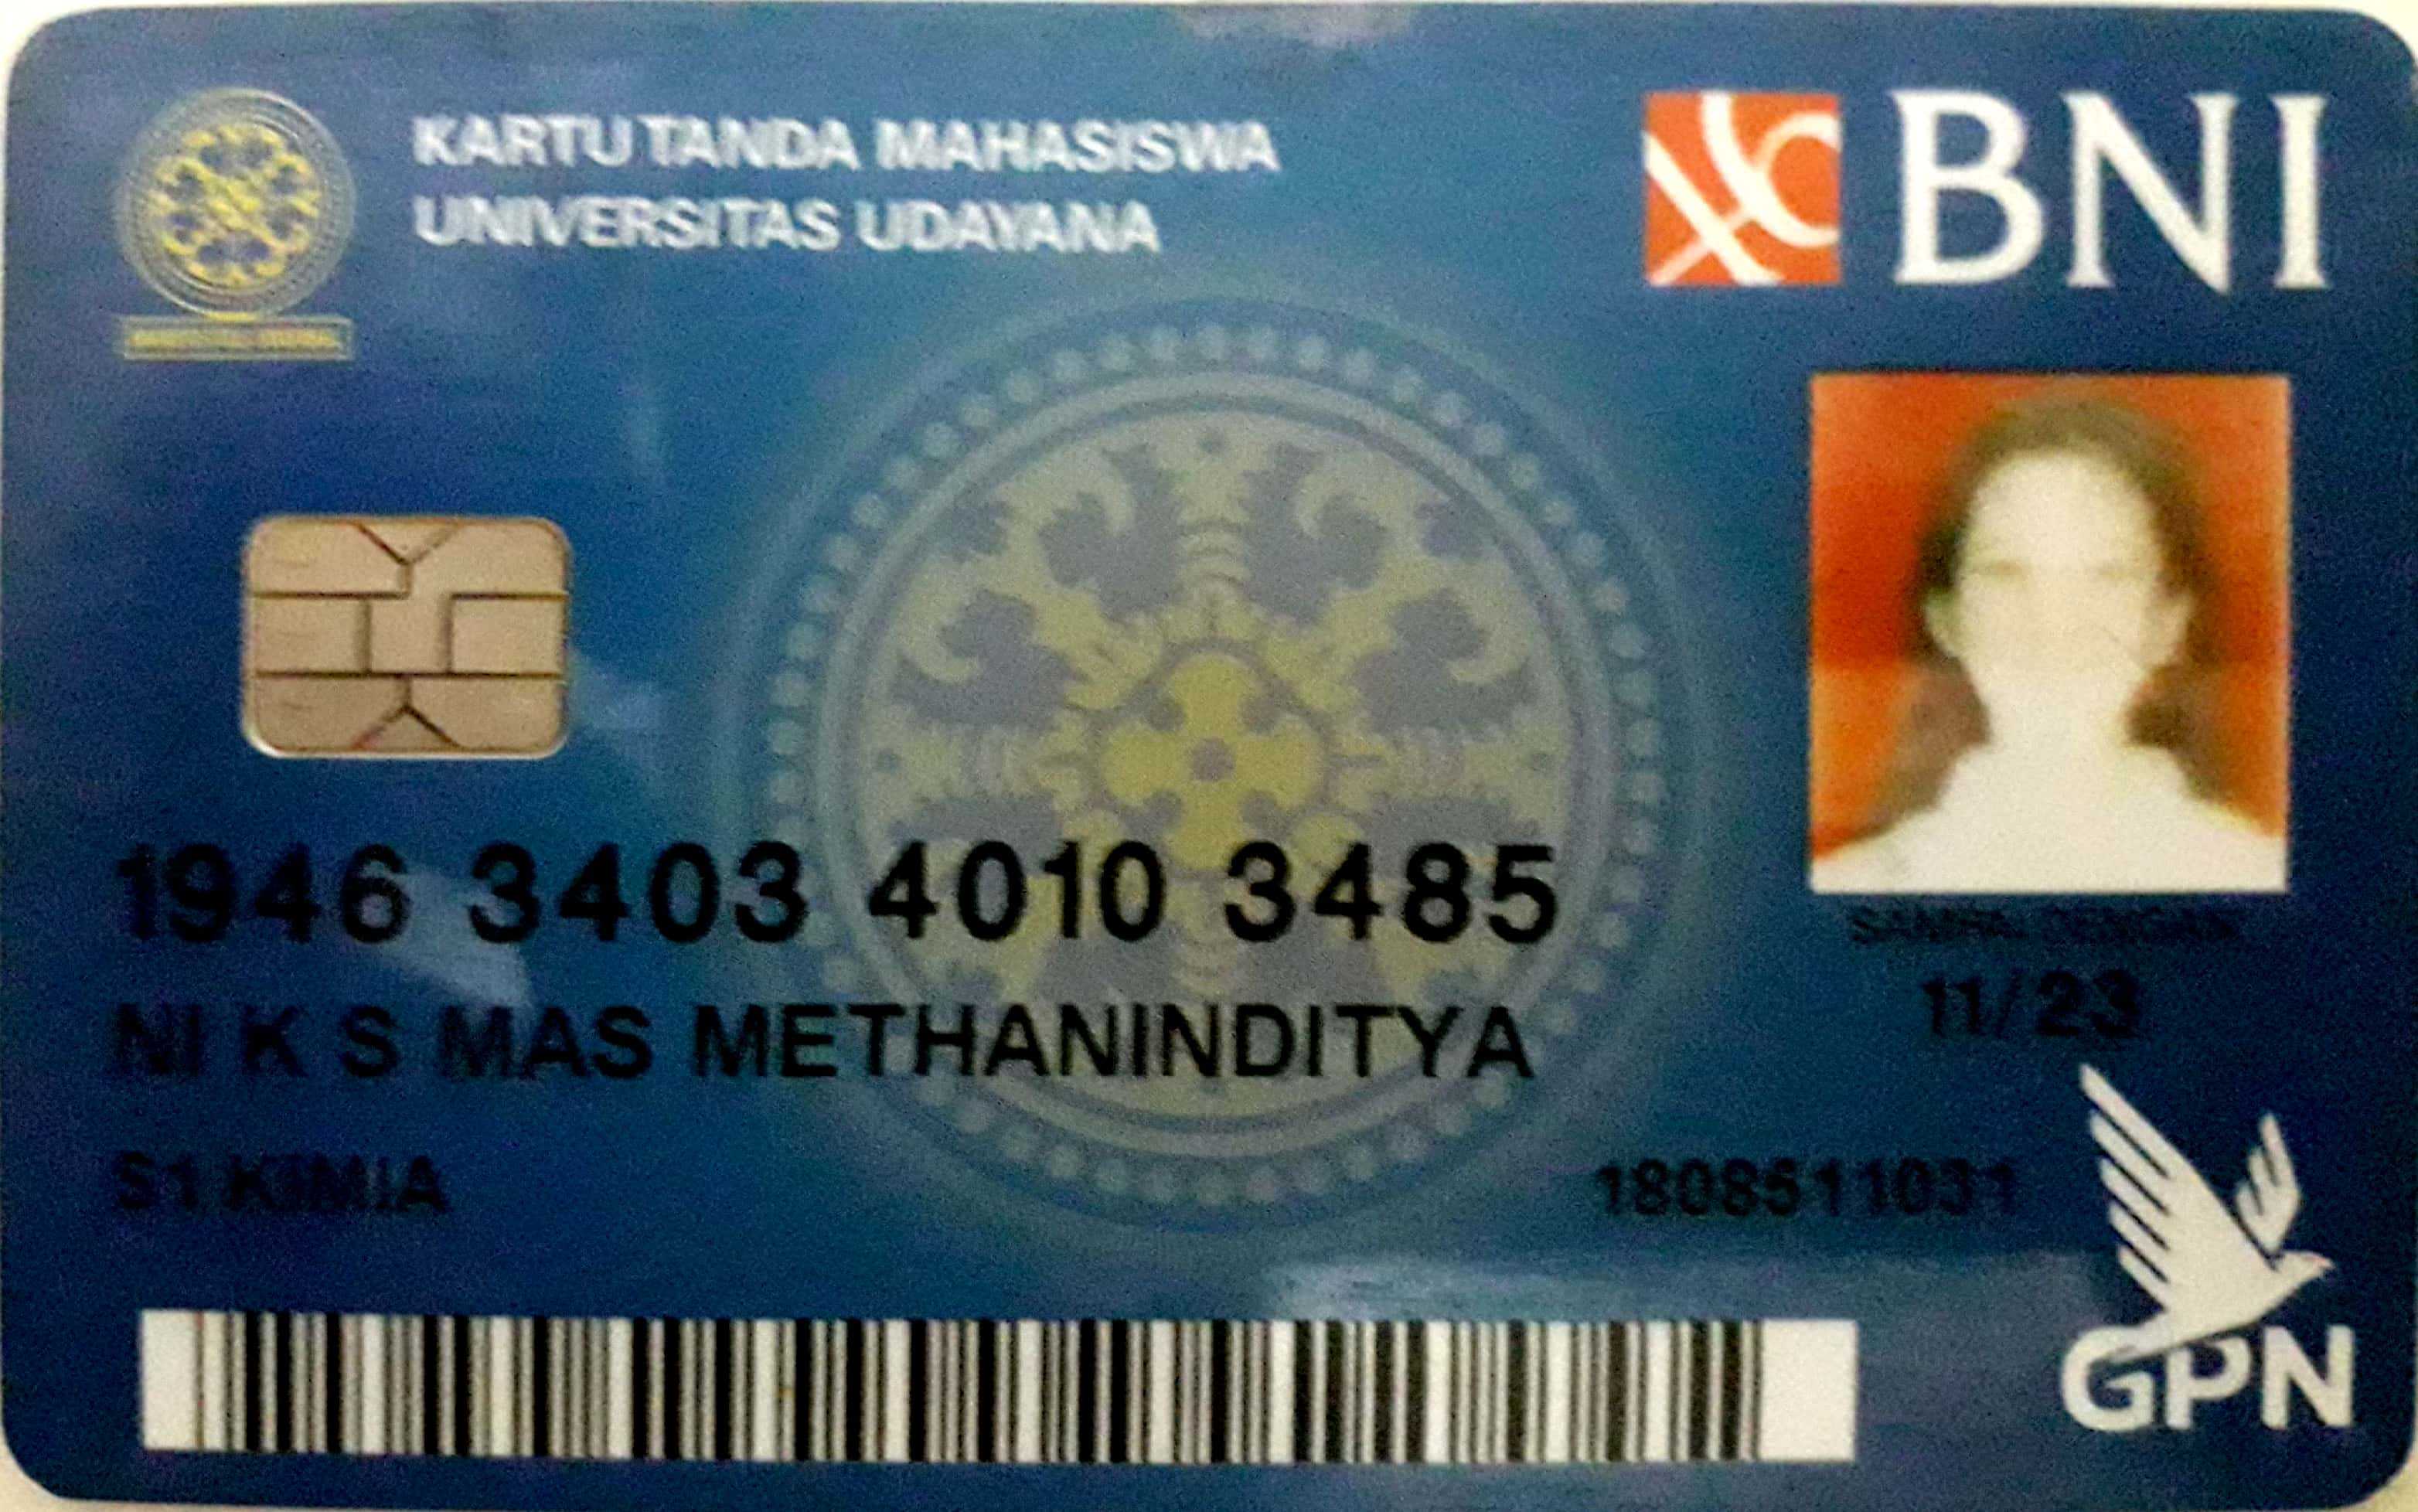 KARTU TANDA MAHASISWA
UNIVERSITAS UDAYANA
BNI
1946 3403 4010 3485
SAMPAI DENGAN
11/23
NI K S MAS METHANINDITYA
S1 KIMIA
1808511031
GPN